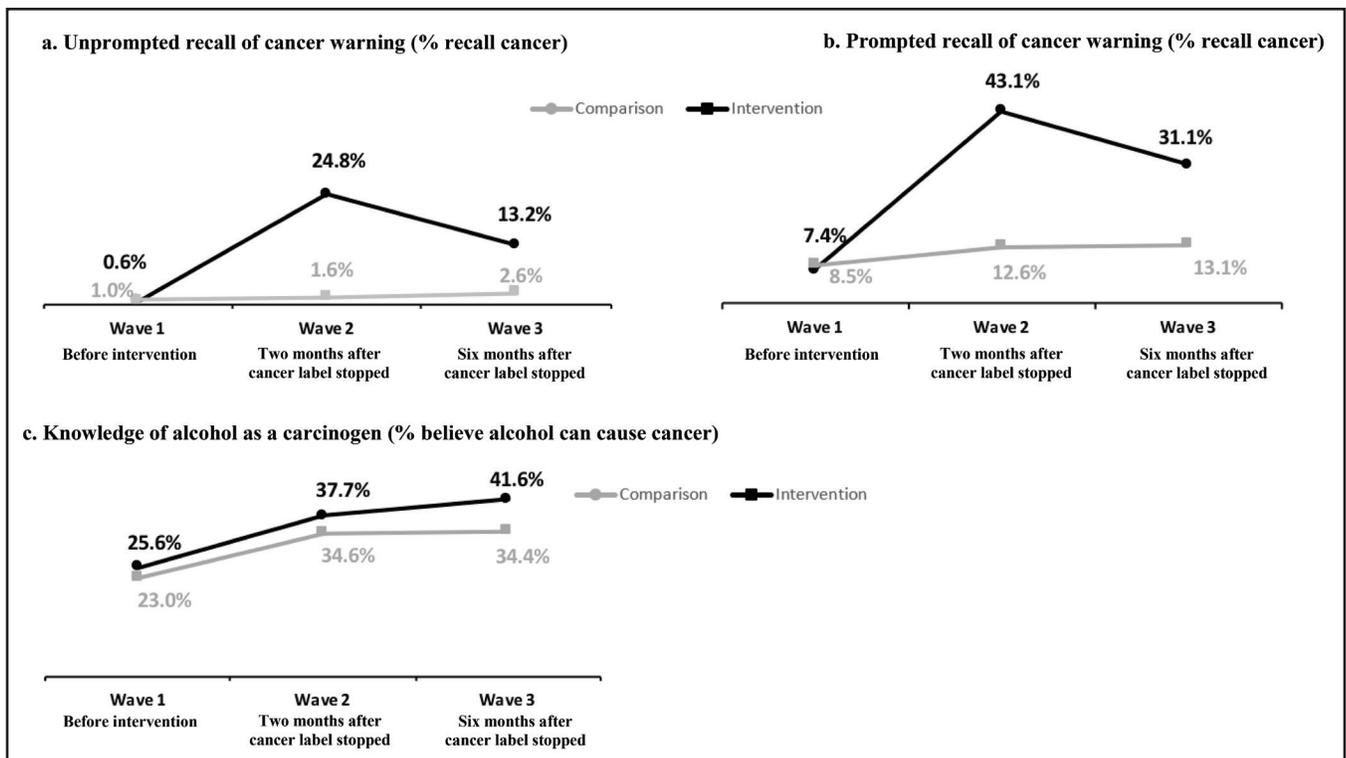 a. Unprompted recall of cancer warning (% recall cancer)
Comparison
Intervention
24.8%
13.2%
0.6%
1.0%
1.6%
2.6%
Wave 1
Wave 2
Wave 3
Before intervention
Two months after
cancer label stopped
Six months after
cancer label stopped
b. Prompted recall of cancer warning (% recall cancer)
43.1%
31.1%
7.4%
8.5%
12.6%
13.1%
Wave 1
Wave 2
Wave 3
Before intervention
Two months after
cancer label stopped
Six months after
cancer label stopped
c. Knowledge of alcohol as a carcinogen (% believe alcohol can cause cancer)
Comparison
Intervention
25.6%
37.7%
41.6%
23.0%
34.6%
34.4%
Wave 1
Wave 2
Wave 3
Before intervention
Two months after
cancer label stopped
Six months after
cancer label stopped